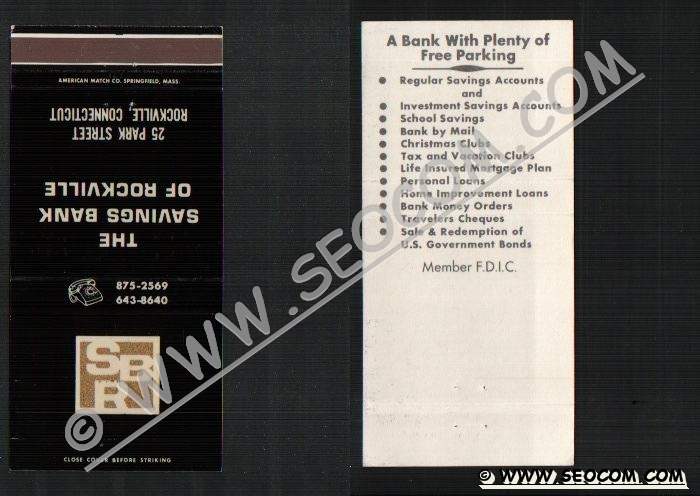 AMERICAN MATCH CO. SPRINGFIELD, MASS.
25 PARK STREET
ROCKVILLE, CONNECTICUT
THE
SAVINGS BANK
OF ROCKVILLE
875-2569
643-8640
SBR
CLOSE COVER BEFORE STRIKING
A Bank With Plenty of
Free Parking
● Regular Savings Accounts
and
● Investment Savings Accounts
● School Savings
● Bank by Mail
● Christmas Clubs
● Tax and Vacation Clubs
● Life Insured Mortgage Plan
● Personal Loans
● Home Improvement Loans
● Bank Money Orders
● Travelers Cheques
● Sale & Redemption of
U.S. Government Bonds
Member F.D.I.C.
© WWW.SEOCOM.COM
© WWW.SEOCOM.COM